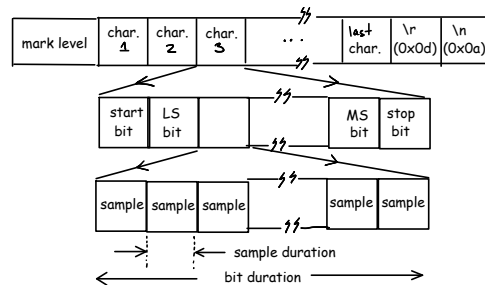 mark level
char. 1
char. 2
char. 3
...
last char.
\r (0x0d)
\n (0x0a)
start bit
LS bit
MS bit
stop bit
sample
sample
sample
sample
sample
sample duration
bit duration